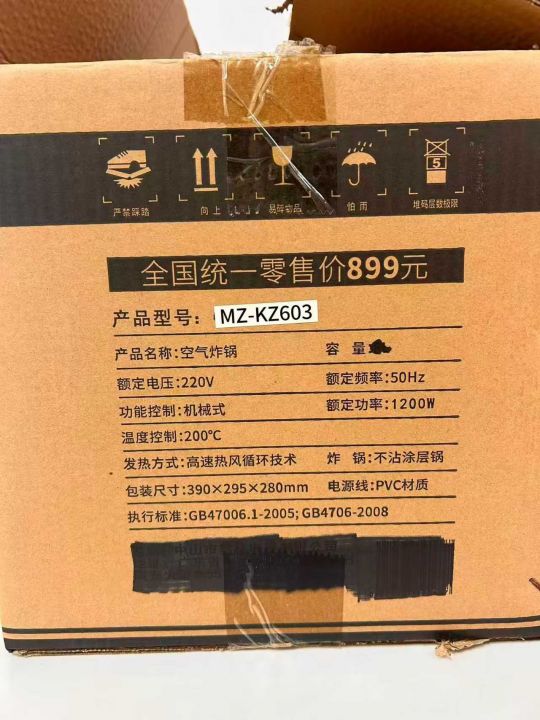 严禁踩踏 向上 易碎物品 怕雨 堆码层数极限
5
全国统一零售价899元
产品型号: MZ-KZ603
产品名称: 空气炸锅 容 量
额定电压: 220V 额定频率: 50Hz
功能控制: 机械式 额定功率: 1200W
温度控制: 200℃
发热方式: 高速热风循环技术 炸 锅: 不沾涂层锅
包装尺寸: 390×295×280mm 电源线: PVC材质
执行标准: GB47006.1-2005; GB4706-2008